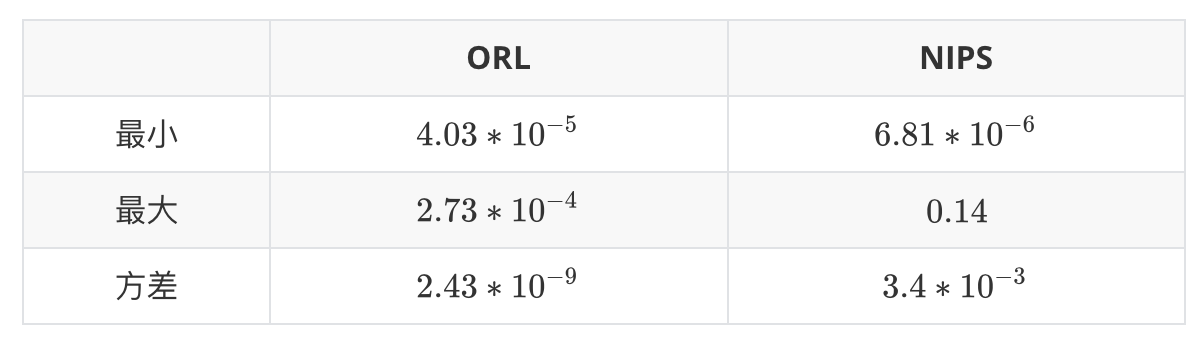 ORL NIPS
最小 4.03 ∗ 10⁻⁵ 6.81 ∗ 10⁻⁶
最大 2.73 ∗ 10⁻⁴ 0.14
方差 2.43 ∗ 10⁻⁹ 3.4 ∗ 10⁻³